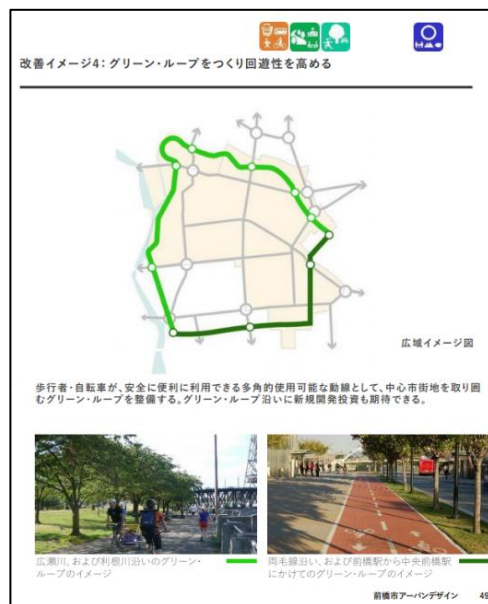 改善イメージ4：グリーン・ループをつくり回遊性を高める
広域イメージ図
歩行者・自転車が、安全に便利に利用できる多角的使用可能な動線として、中心市街地を取り囲
むグリーン・ループを整備する。グリーン・ループ沿いに新規開発投資も期待できる。
広瀬川、および利根川沿いのグリーン・
ループのイメージ
両毛線沿い、および前橋駅から中央前橋駅
にかけてのグリーン・ループのイメージ
前橋市アーバンデザイン 49